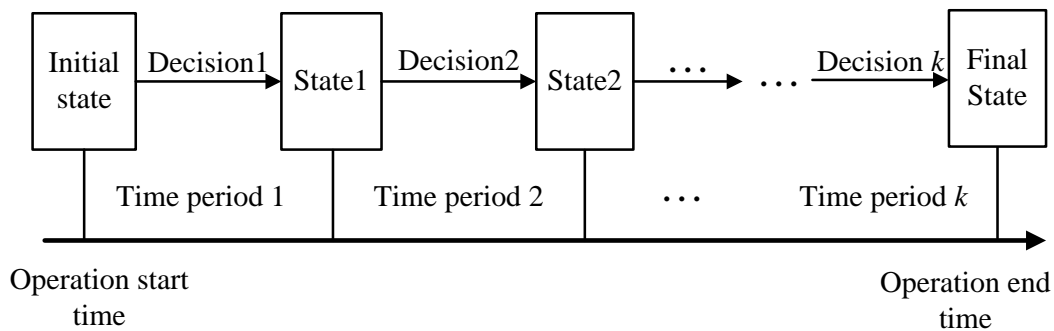 Initial
state
Decision1
State1
Decision2
State2
...
...
Decision k
Final
State
Time period 1
Time period 2
...
Time period k
Operation start
time
Operation end
time